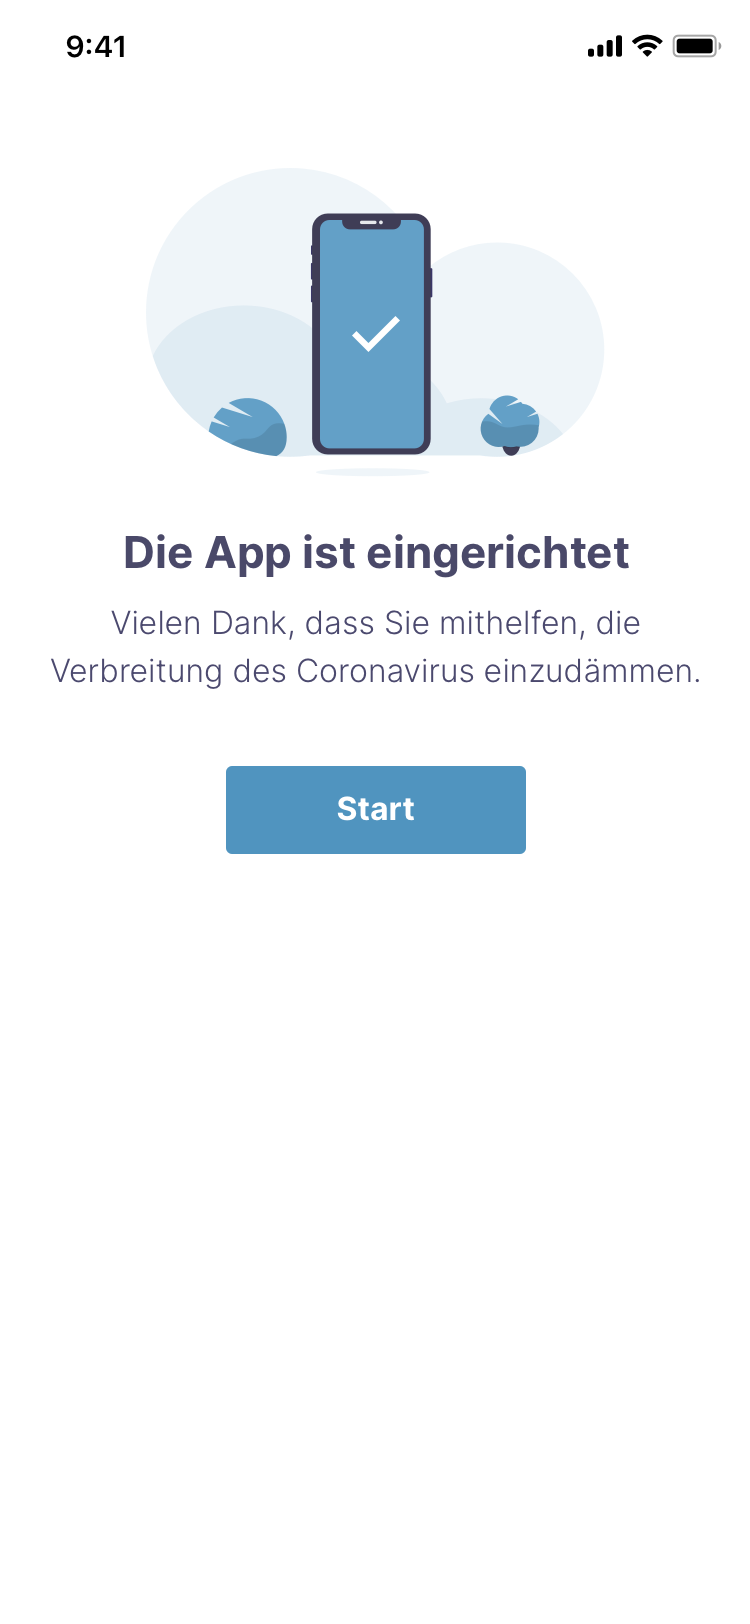 9:41
Die App ist eingerichtet
Vielen Dank, dass Sie mithelfen, die
Verbreitung des Coronavirus einzudämmen.
Start